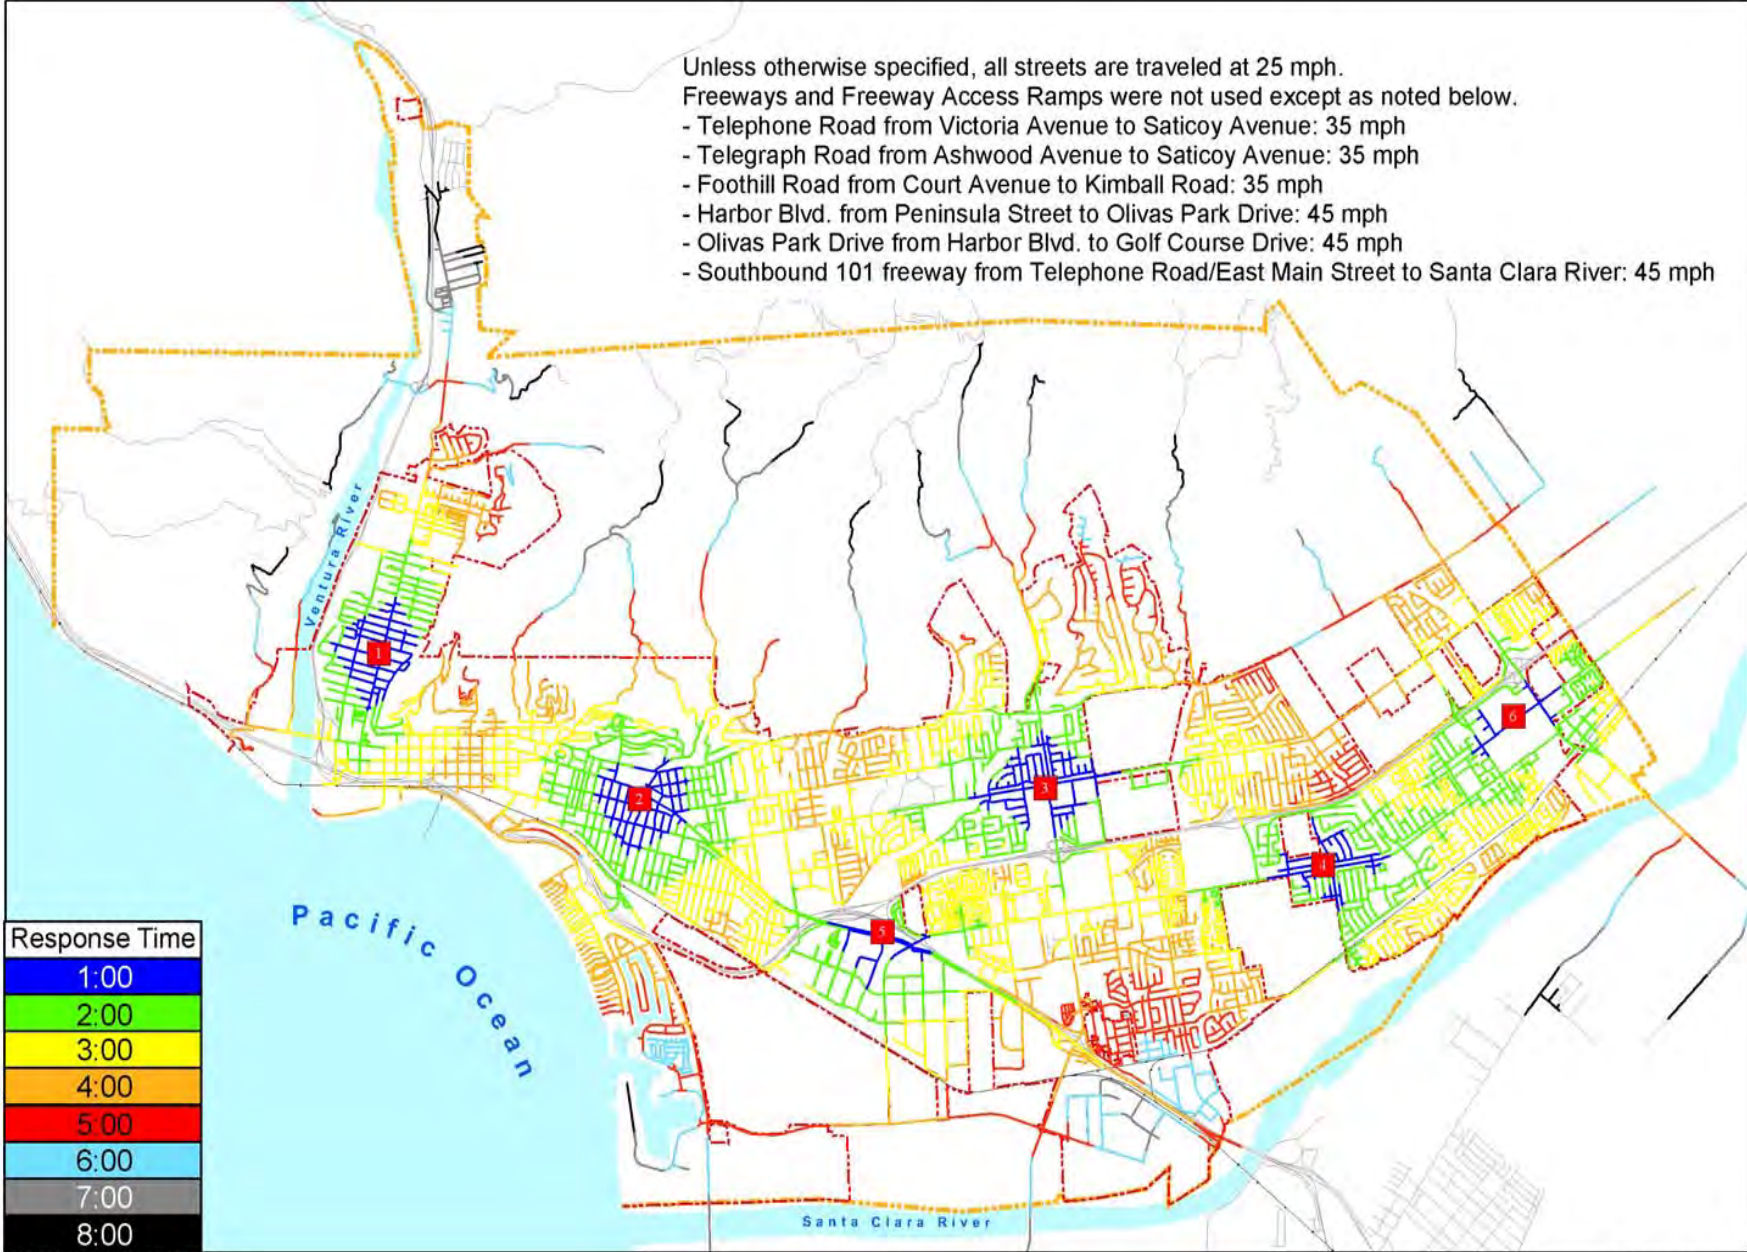 Unless otherwise specified, all streets are traveled at 25 mph.
Freeways and Freeway Access Ramps were not used except as noted below.
- Telephone Road from Victoria Avenue to Saticoy Avenue: 35 mph
- Telegraph Road from Ashwood Avenue to Saticoy Avenue: 35 mph
- Foothill Road from Court Avenue to Kimball Road: 35 mph
- Harbor Blvd. from Peninsula Street to Olivas Park Drive: 45 mph
- Olivas Park Drive from Harbor Blvd. to Golf Course Drive: 45 mph
- Southbound 101 freeway from Telephone Road/East Main Street to Santa Clara River: 45 mph
Ventura River
1
2
3
4
5
6
Pacific Ocean
Santa Clara River
Response Time
1:00
2:00
3:00
4:00
5:00
6:00
7:00
8:00